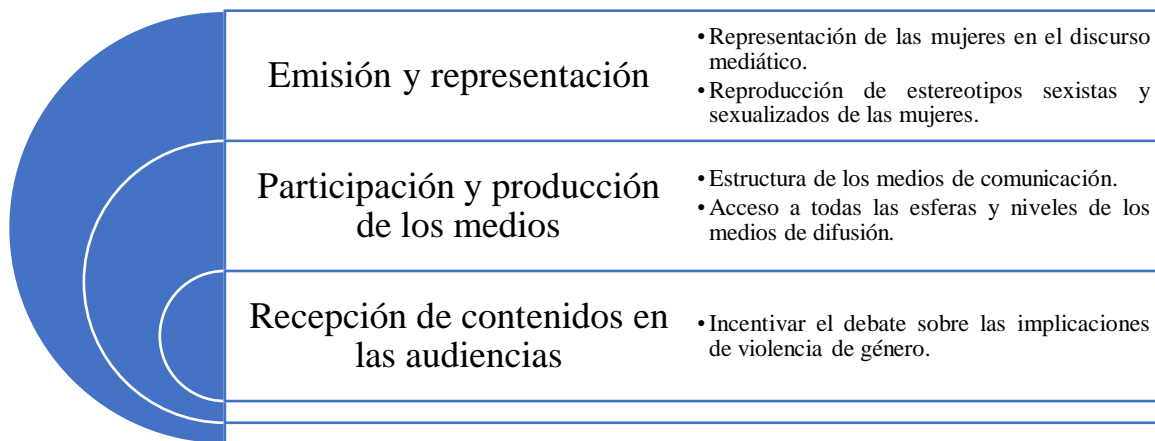 Emisión y representación
• Representación de las mujeres en el discurso
mediático.
• Reproducción de estereotipos sexistas y
sexualizados de las mujeres.
Participación y producción
de los medios
• Estructura de los medios de comunicación.
• Acceso a todas las esferas y niveles de los
medios de difusión.
Recepción de contenidos en
las audiencias
• Incentivar el debate sobre las implicaciones
de violencia de género.